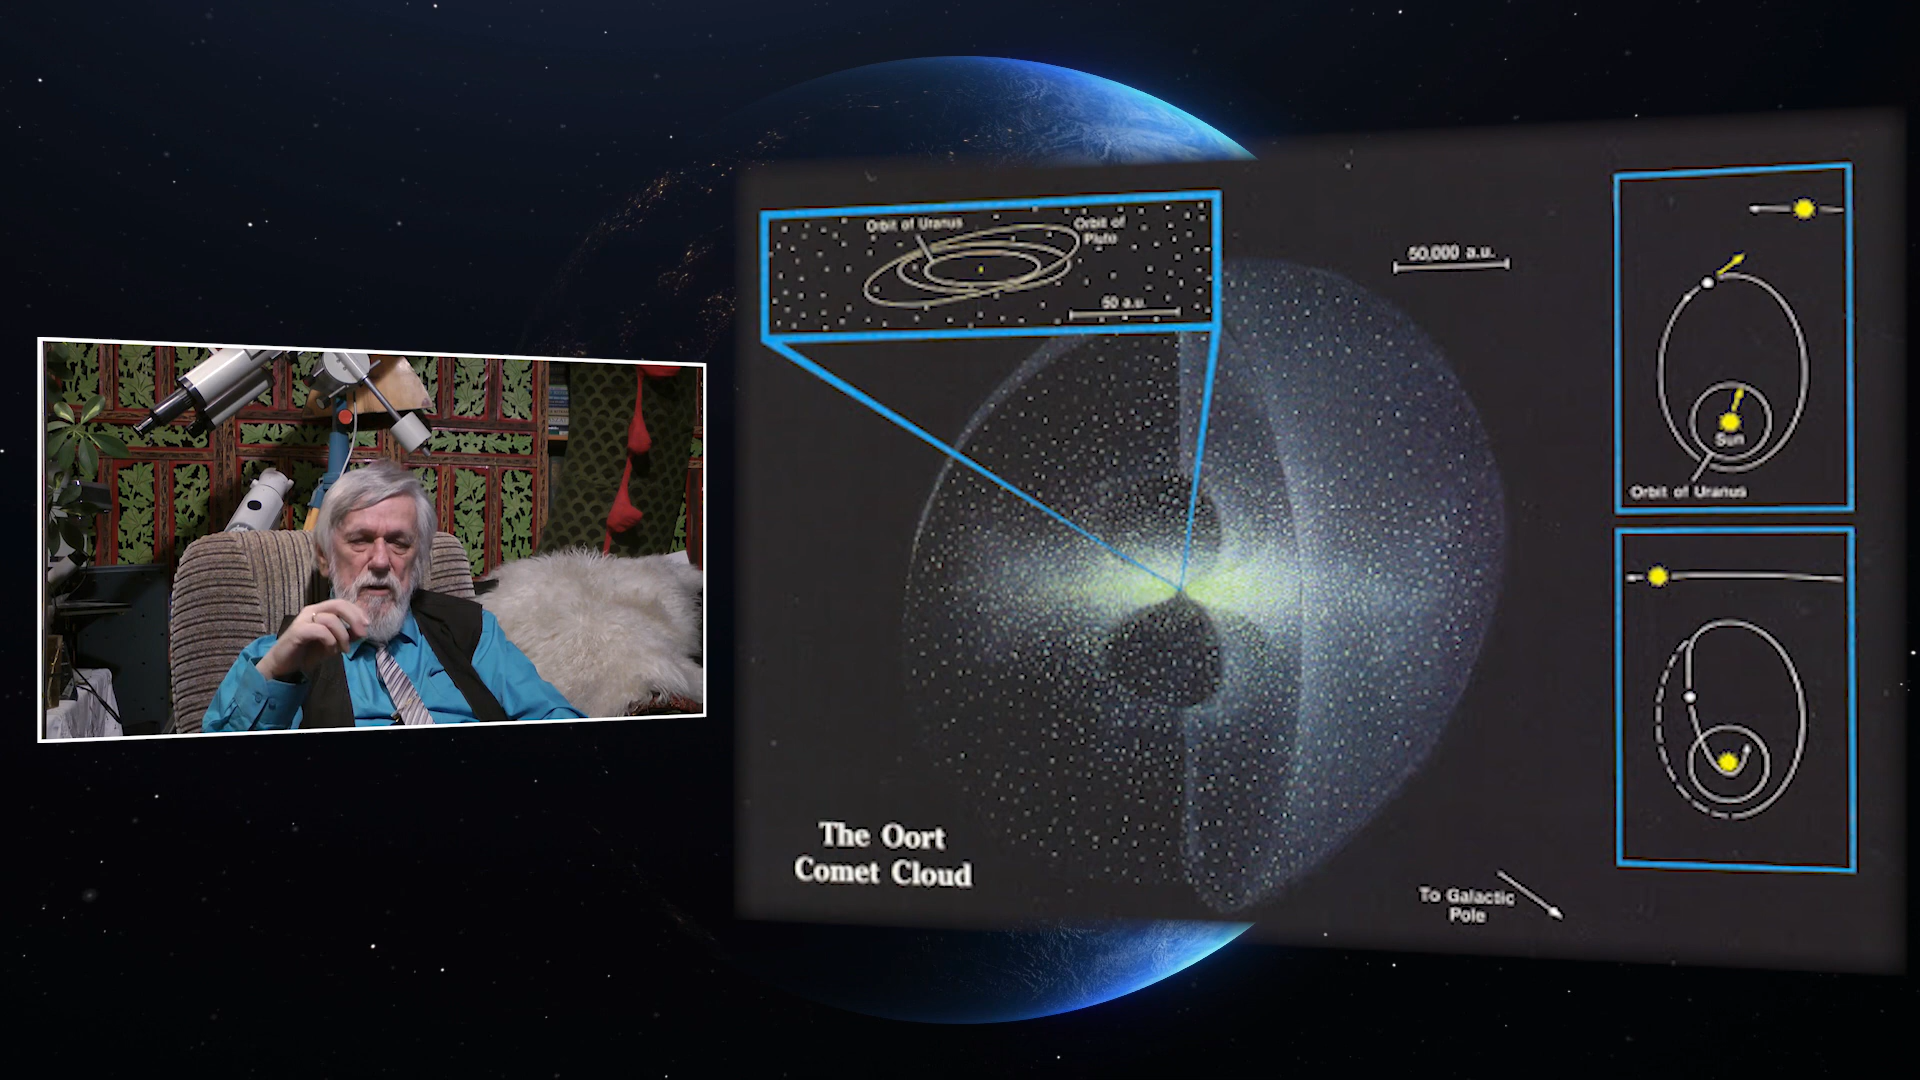 Orbit of Uranus
Orbit of
Pluto
50 a.u.
50,000 a.u.
Sun
Orbit of Uranus
The Oort
Comet Cloud
To Galactic
Pole